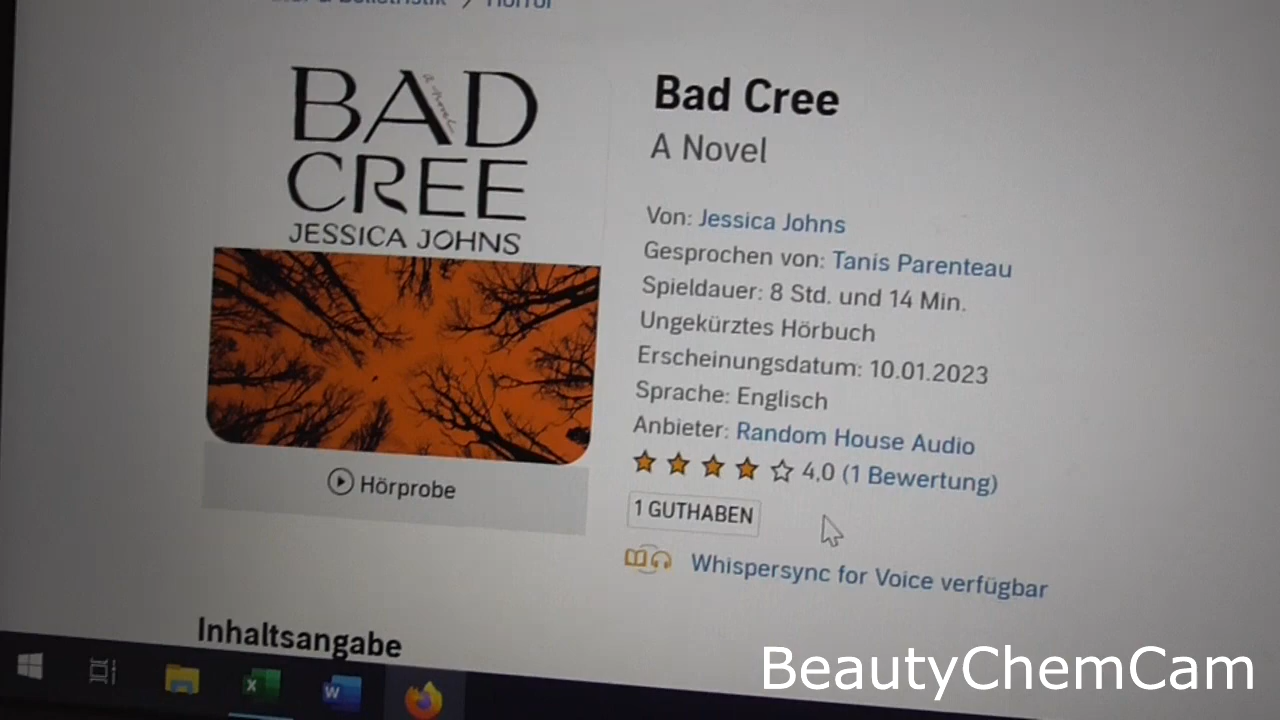 Horror
BAD
a novel
CREE
JESSICA JOHNS
Hörprobe
Bad Cree
A Novel
Von: Jessica Johns
Gesprochen von: Tanis Parenteau
Spieldauer: 8 Std. und 14 Min.
Ungekürztes Hörbuch
Erscheinungsdatum: 10.01.2023
Sprache: Englisch
Anbieter: Random House Audio
4,0 (1 Bewertung)
1 GUTHABEN
Whispersync for Voice verfügbar
Inhaltsangabe
X
W
BeautyChemCam